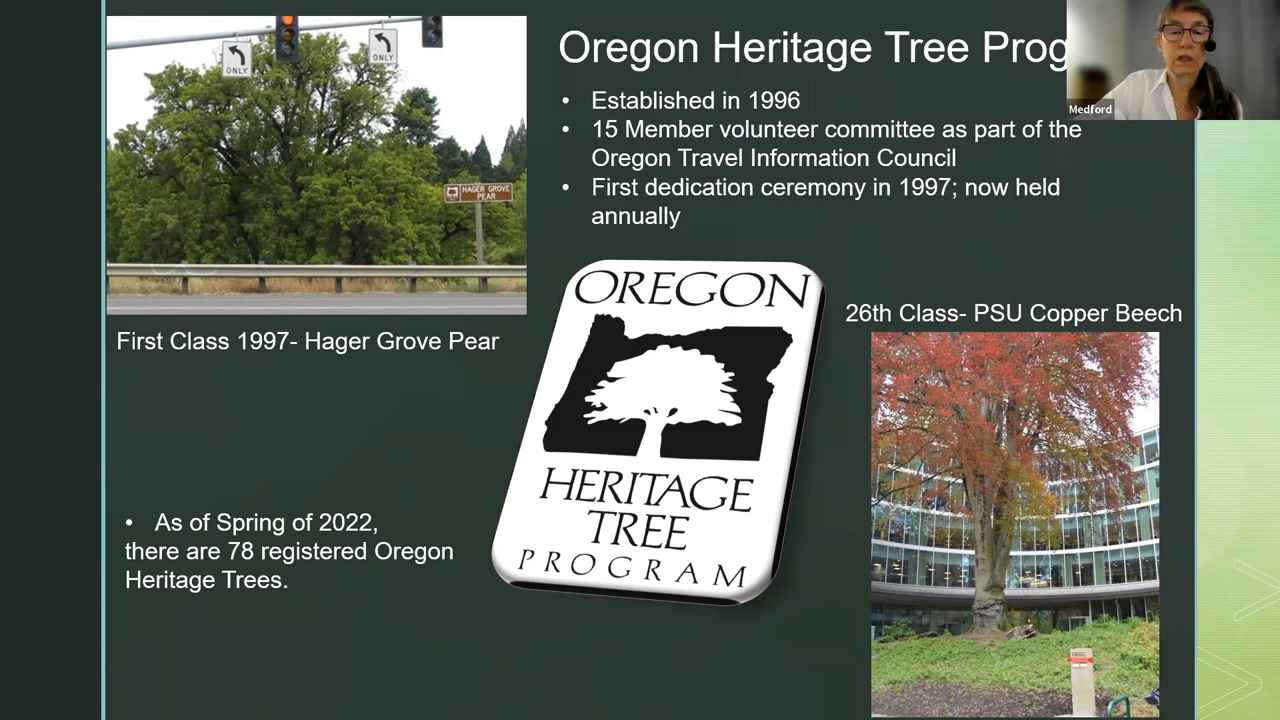 ONLY
ONLY
HAGER GROVE
PEAR
First Class 1997- Hager Grove Pear
• As of Spring of 2022,
there are 78 registered Oregon
Heritage Trees.
Oregon Heritage Tree Prog
• Established in 1996
• 15 Member volunteer committee as part of the
Oregon Travel Information Council
• First dedication ceremony in 1997; now held
annually
OREGON
HERITAGE
TREE
PROGRAM
26th Class- PSU Copper Beech
Medford